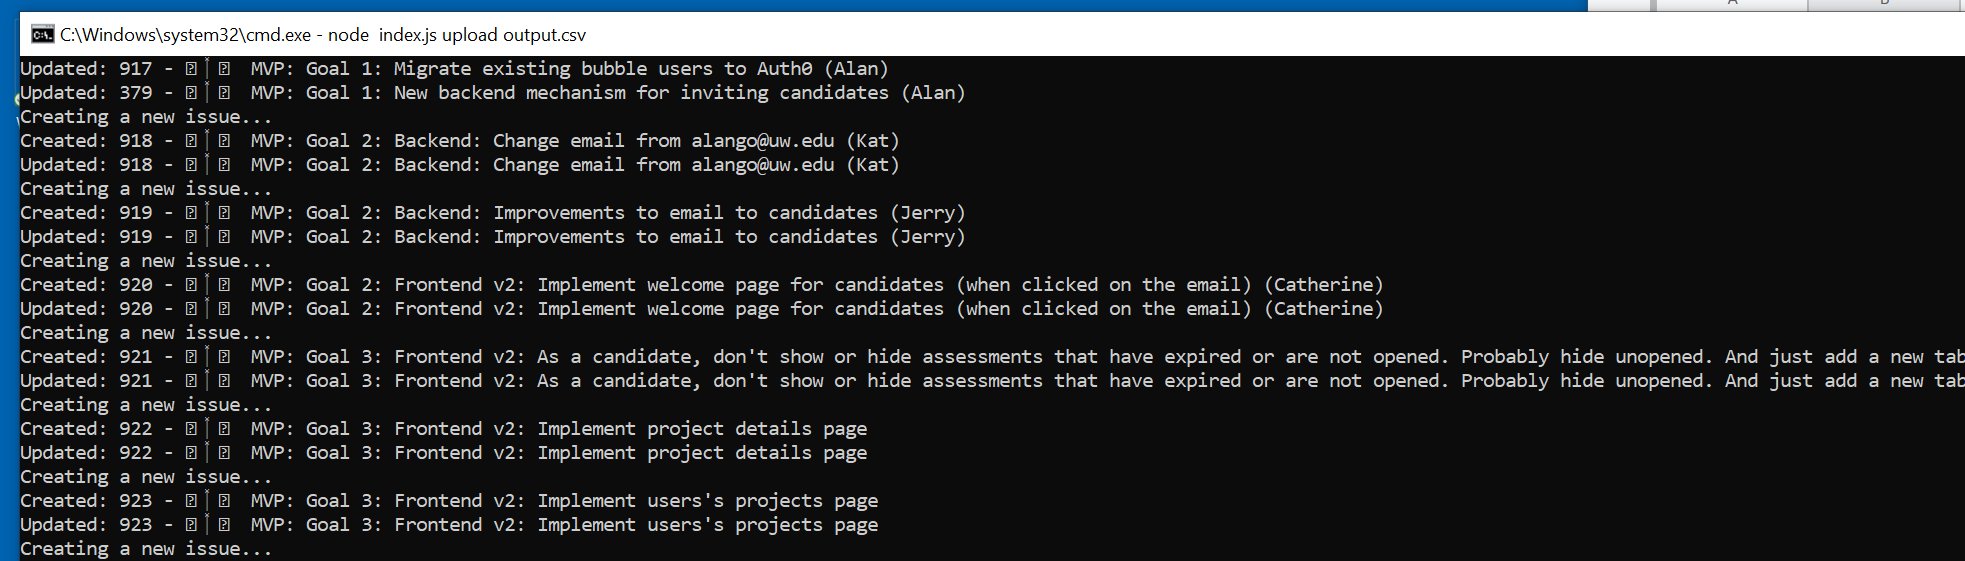 C:\Windows\system32\cmd.exe - node  index.js upload output.csv
Updated: 917 -  MVP: Goal 1: Migrate existing bubble users to Auth0 (Alan)
Updated: 379 -  MVP: Goal 1: New backend mechanism for inviting candidates (Alan)
Creating a new issue...
Created: 918 -  MVP: Goal 2: Backend: Change email from alango@uw.edu (Kat)
Updated: 918 -  MVP: Goal 2: Backend: Change email from alango@uw.edu (Kat)
Creating a new issue...
Created: 919 -  MVP: Goal 2: Backend: Improvements to email to candidates (Jerry)
Updated: 919 -  MVP: Goal 2: Backend: Improvements to email to candidates (Jerry)
Creating a new issue...
Created: 920 -  MVP: Goal 2: Frontend v2: Implement welcome page for candidates (when clicked on the email) (Catherine)
Updated: 920 -  MVP: Goal 2: Frontend v2: Implement welcome page for candidates (when clicked on the email) (Catherine)
Creating a new issue...
Created: 921 -  MVP: Goal 3: Frontend v2: As a candidate, don't show or hide assessments that have expired or are not opened. Probably hide unopened. And just add a new tab
Updated: 921 -  MVP: Goal 3: Frontend v2: As a candidate, don't show or hide assessments that have expired or are not opened. Probably hide unopened. And just add a new tab
Creating a new issue...
Created: 922 -  MVP: Goal 3: Frontend v2: Implement project details page
Updated: 922 -  MVP: Goal 3: Frontend v2: Implement project details page
Creating a new issue...
Created: 923 -  MVP: Goal 3: Frontend v2: Implement users's projects page
Updated: 923 -  MVP: Goal 3: Frontend v2: Implement users's projects page
Creating a new issue...